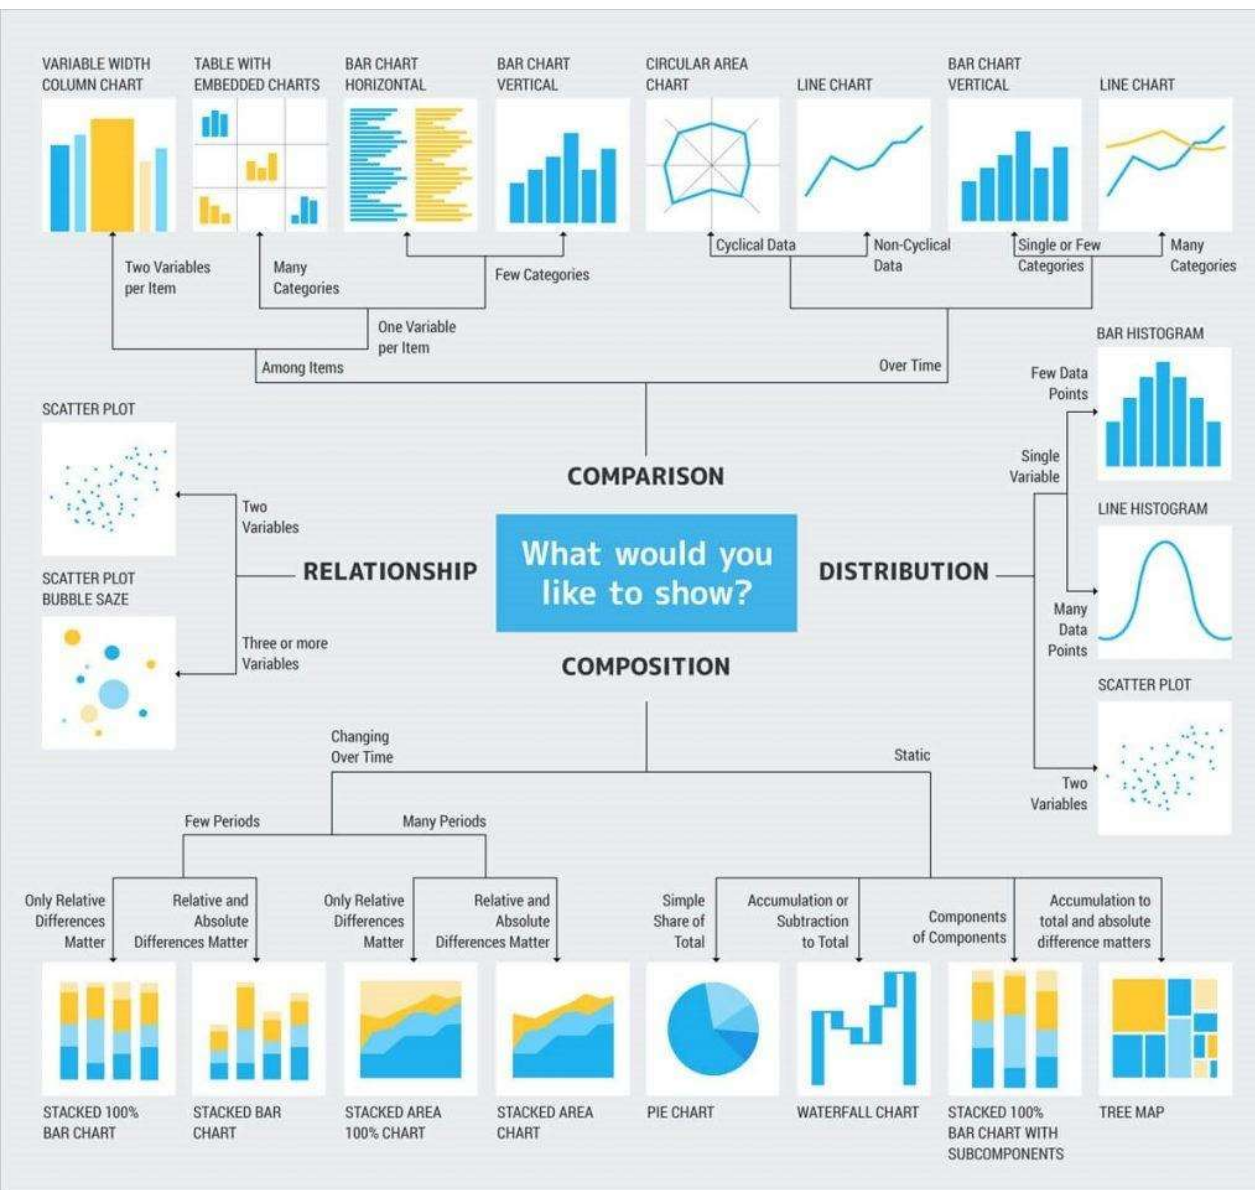 VARIABLE WIDTH
COLUMN CHART
TABLE WITH
EMBEDDED CHARTS
BAR CHART
HORIZONTAL
BAR CHART
VERTICAL
CIRCULAR AREA
CHART
LINE CHART
BAR CHART
VERTICAL
LINE CHART
Two Variables
per Item
Many
Categories
Few Categories
Cyclical Data
Non-Cyclical
Data
Single or Few
Categories
Many
Categories
One Variable
per Item
Among Items
Over Time
COMPARISON
SCATTER PLOT
Two
Variables
RELATIONSHIP
SCATTER PLOT
BUBBLE SAZE
Three or more
Variables
What would you
like to show?
BAR HISTOGRAM
Few Data
Points
Single
Variable
LINE HISTOGRAM
DISTRIBUTION
Many
Data
Points
SCATTER PLOT
Two
Variables
COMPOSITION
Changing
Over Time
Static
Few Periods
Many Periods
Only Relative
Differences
Matter
Relative and
Absolute
Differences Matter
Only Relative
Differences
Matter
Relative and
Absolute
Differences Matter
Simple
Share of
Total
Accumulation or
Subtraction
to Total
Components
of Components
Accumulation to
total and absolute
difference matters
STACKED 100%
BAR CHART
STACKED BAR
CHART
STACKED AREA
100% CHART
STACKED AREA
CHART
PIE CHART
WATERFALL CHART
STACKED 100%
BAR CHART WITH
SUBCOMPONENTS
TREE MAP